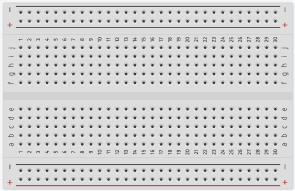 − −
+ +
1 2 3 4 5 6 7 8 9 10 11 12 13 14 15 16 17 18 19 20 21 22 23 24 25 26 27 28 29 30
j j
i i
h h
g g
f f
e e
d d
c c
b b
a a
1 2 3 4 5 6 7 8 9 10 11 12 13 14 15 16 17 18 19 20 21 22 23 24 25 26 27 28 29 30
− −
+ +